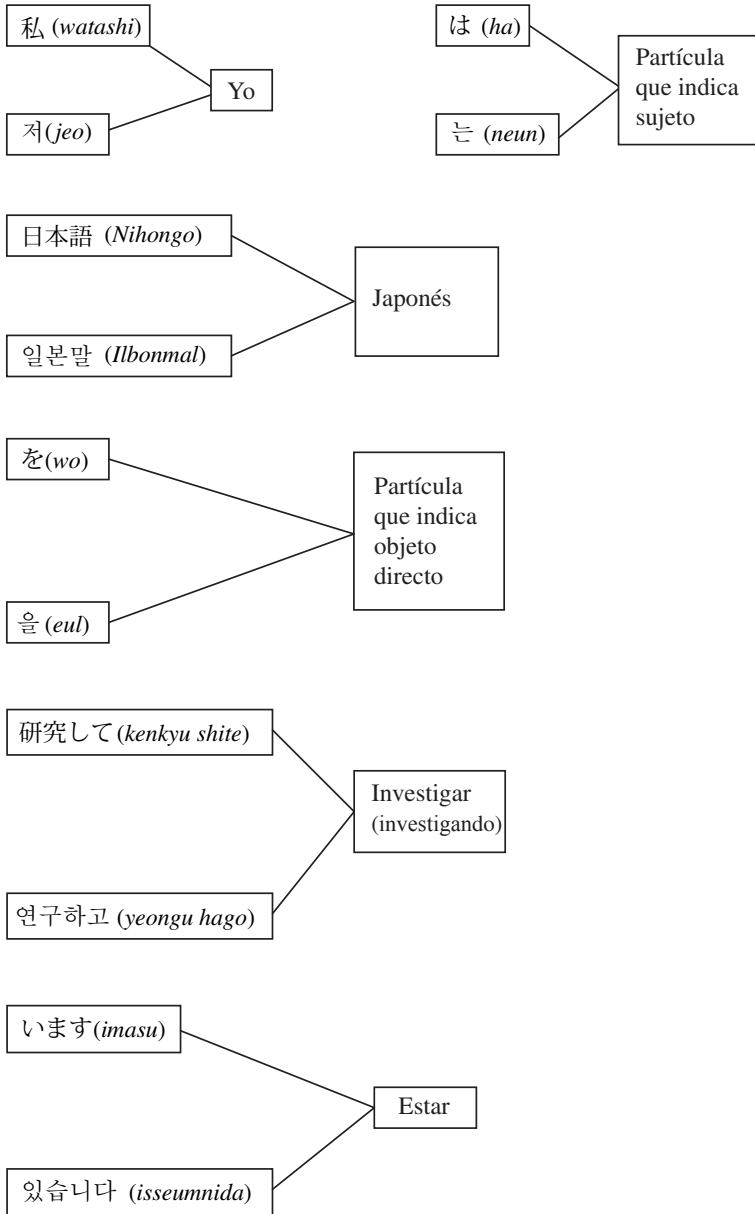 私 (watashi)
Yo
저(jeo)
は (ha)
Partícula
que indica
sujeto
는 (neun)
日本語 (Nihongo)
Japonés
일본말 (Ilbonmal)
を(wo)
Partícula
que indica
objeto
directo
을 (eul)
研究して(kenkyu shite)
Investigar
(investigando)
연구하고 (yeongu hago)
います(imasu)
Estar
있습니다 (isseumnida)